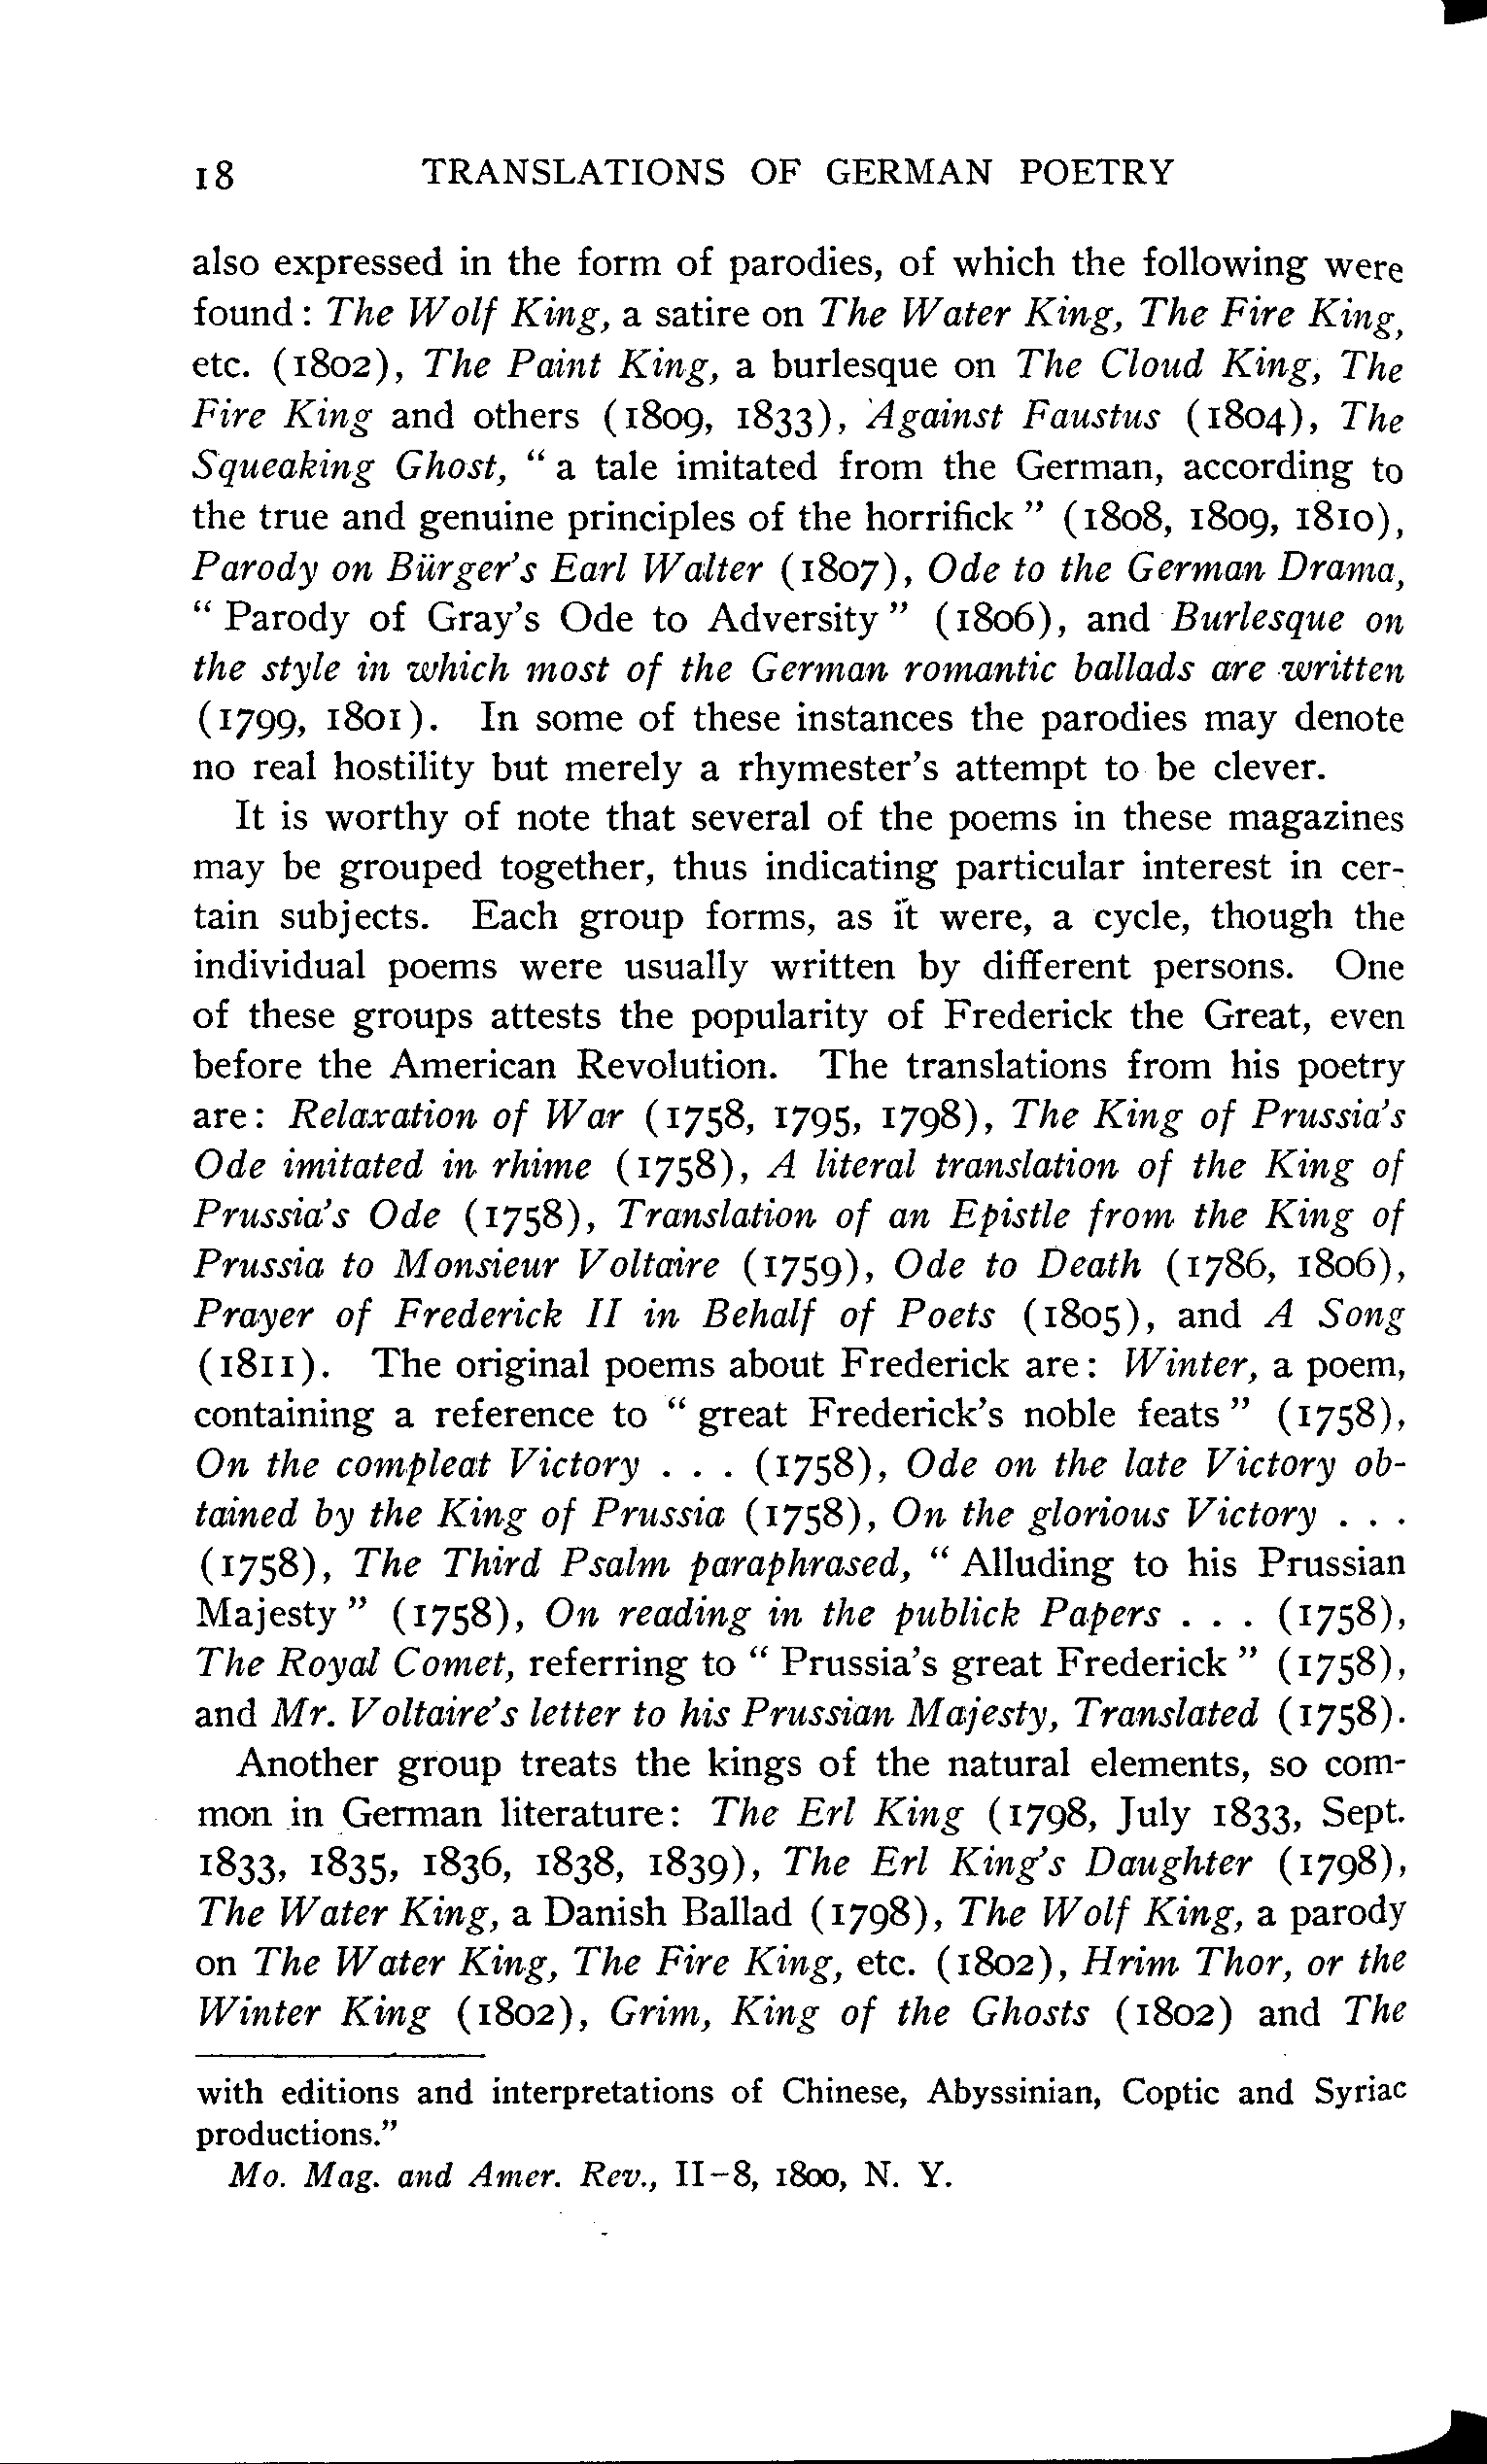 18 TRANSLATIONS OF GERMAN POETRY
also expressed in the form of parodies, of which the following were
found: The Wolf King, a satire on The Water King, The Fire King,
etc. (1802), The Paint King, a burlesque on The Cloud King, The
Fire King and others (1809, 1833), Against Faustus (1804), The
Squeaking Ghost, "a tale imitated from the German, according to
the true and genuine principles of the horrifick" (1808, 1809, 1810),
Parody on Bürger's Earl Walter (1807), Ode to the German Drama,
"Parody of Gray's Ode to Adversity" (1806), and Burlesque on
the style in which most of the German romantic ballads are written
(1799, 1801). In some of these instances the parodies may denote
no real hostility but merely a rhymester's attempt to be clever.
It is worthy of note that several of the poems in these magazines
may be grouped together, thus indicating particular interest in cer-
tain subjects. Each group forms, as it were, a cycle, though the
individual poems were usually written by different persons. One
of these groups attests the popularity of Frederick the Great, even
before the American Revolution. The translations from his poetry
are: Relaxation of War (1758, 1795, 1798), The King of Prussia's
Ode imitated in rhime (1758), A literal translation of the King of
Prussia's Ode (1758), Translation of an Epistle from the King of
Prussia to Monsieur Voltaire (1759), Ode to Death (1786, 1806),
Prayer of Frederick II in Behalf of Poets (1805), and A Song
(1811). The original poems about Frederick are: Winter, a poem,
containing a reference to "great Frederick's noble feats" (1758),
On the compleat Victory . . . (1758), Ode on the late Victory ob-
tained by the King of Prussia (1758), On the glorious Victory . . .
(1758), The Third Psalm paraphrased, "Alluding to his Prussian
Majesty" (1758), On reading in the publick Papers . . . (1758),
The Royal Comet, referring to "Prussia's great Frederick" (1758),
and Mr. Voltaire's letter to his Prussian Majesty, Translated (1758).
Another group treats the kings of the natural elements, so com-
mon in German literature: The Erl King (1798, July 1833, Sept.
1833, 1835, 1836, 1838, 1839), The Erl King's Daughter (1798),
The Water King, a Danish Ballad (1798), The Wolf King, a parody
on The Water King, The Fire King, etc. (1802), Hrim Thor, or the
Winter King (1802), Grim, King of the Ghosts (1802) and The
with editions and interpretations of Chinese, Abyssinian, Coptic and Syriac
productions."
Mo. Mag. and Amer. Rev., II-8, 1800, N. Y.